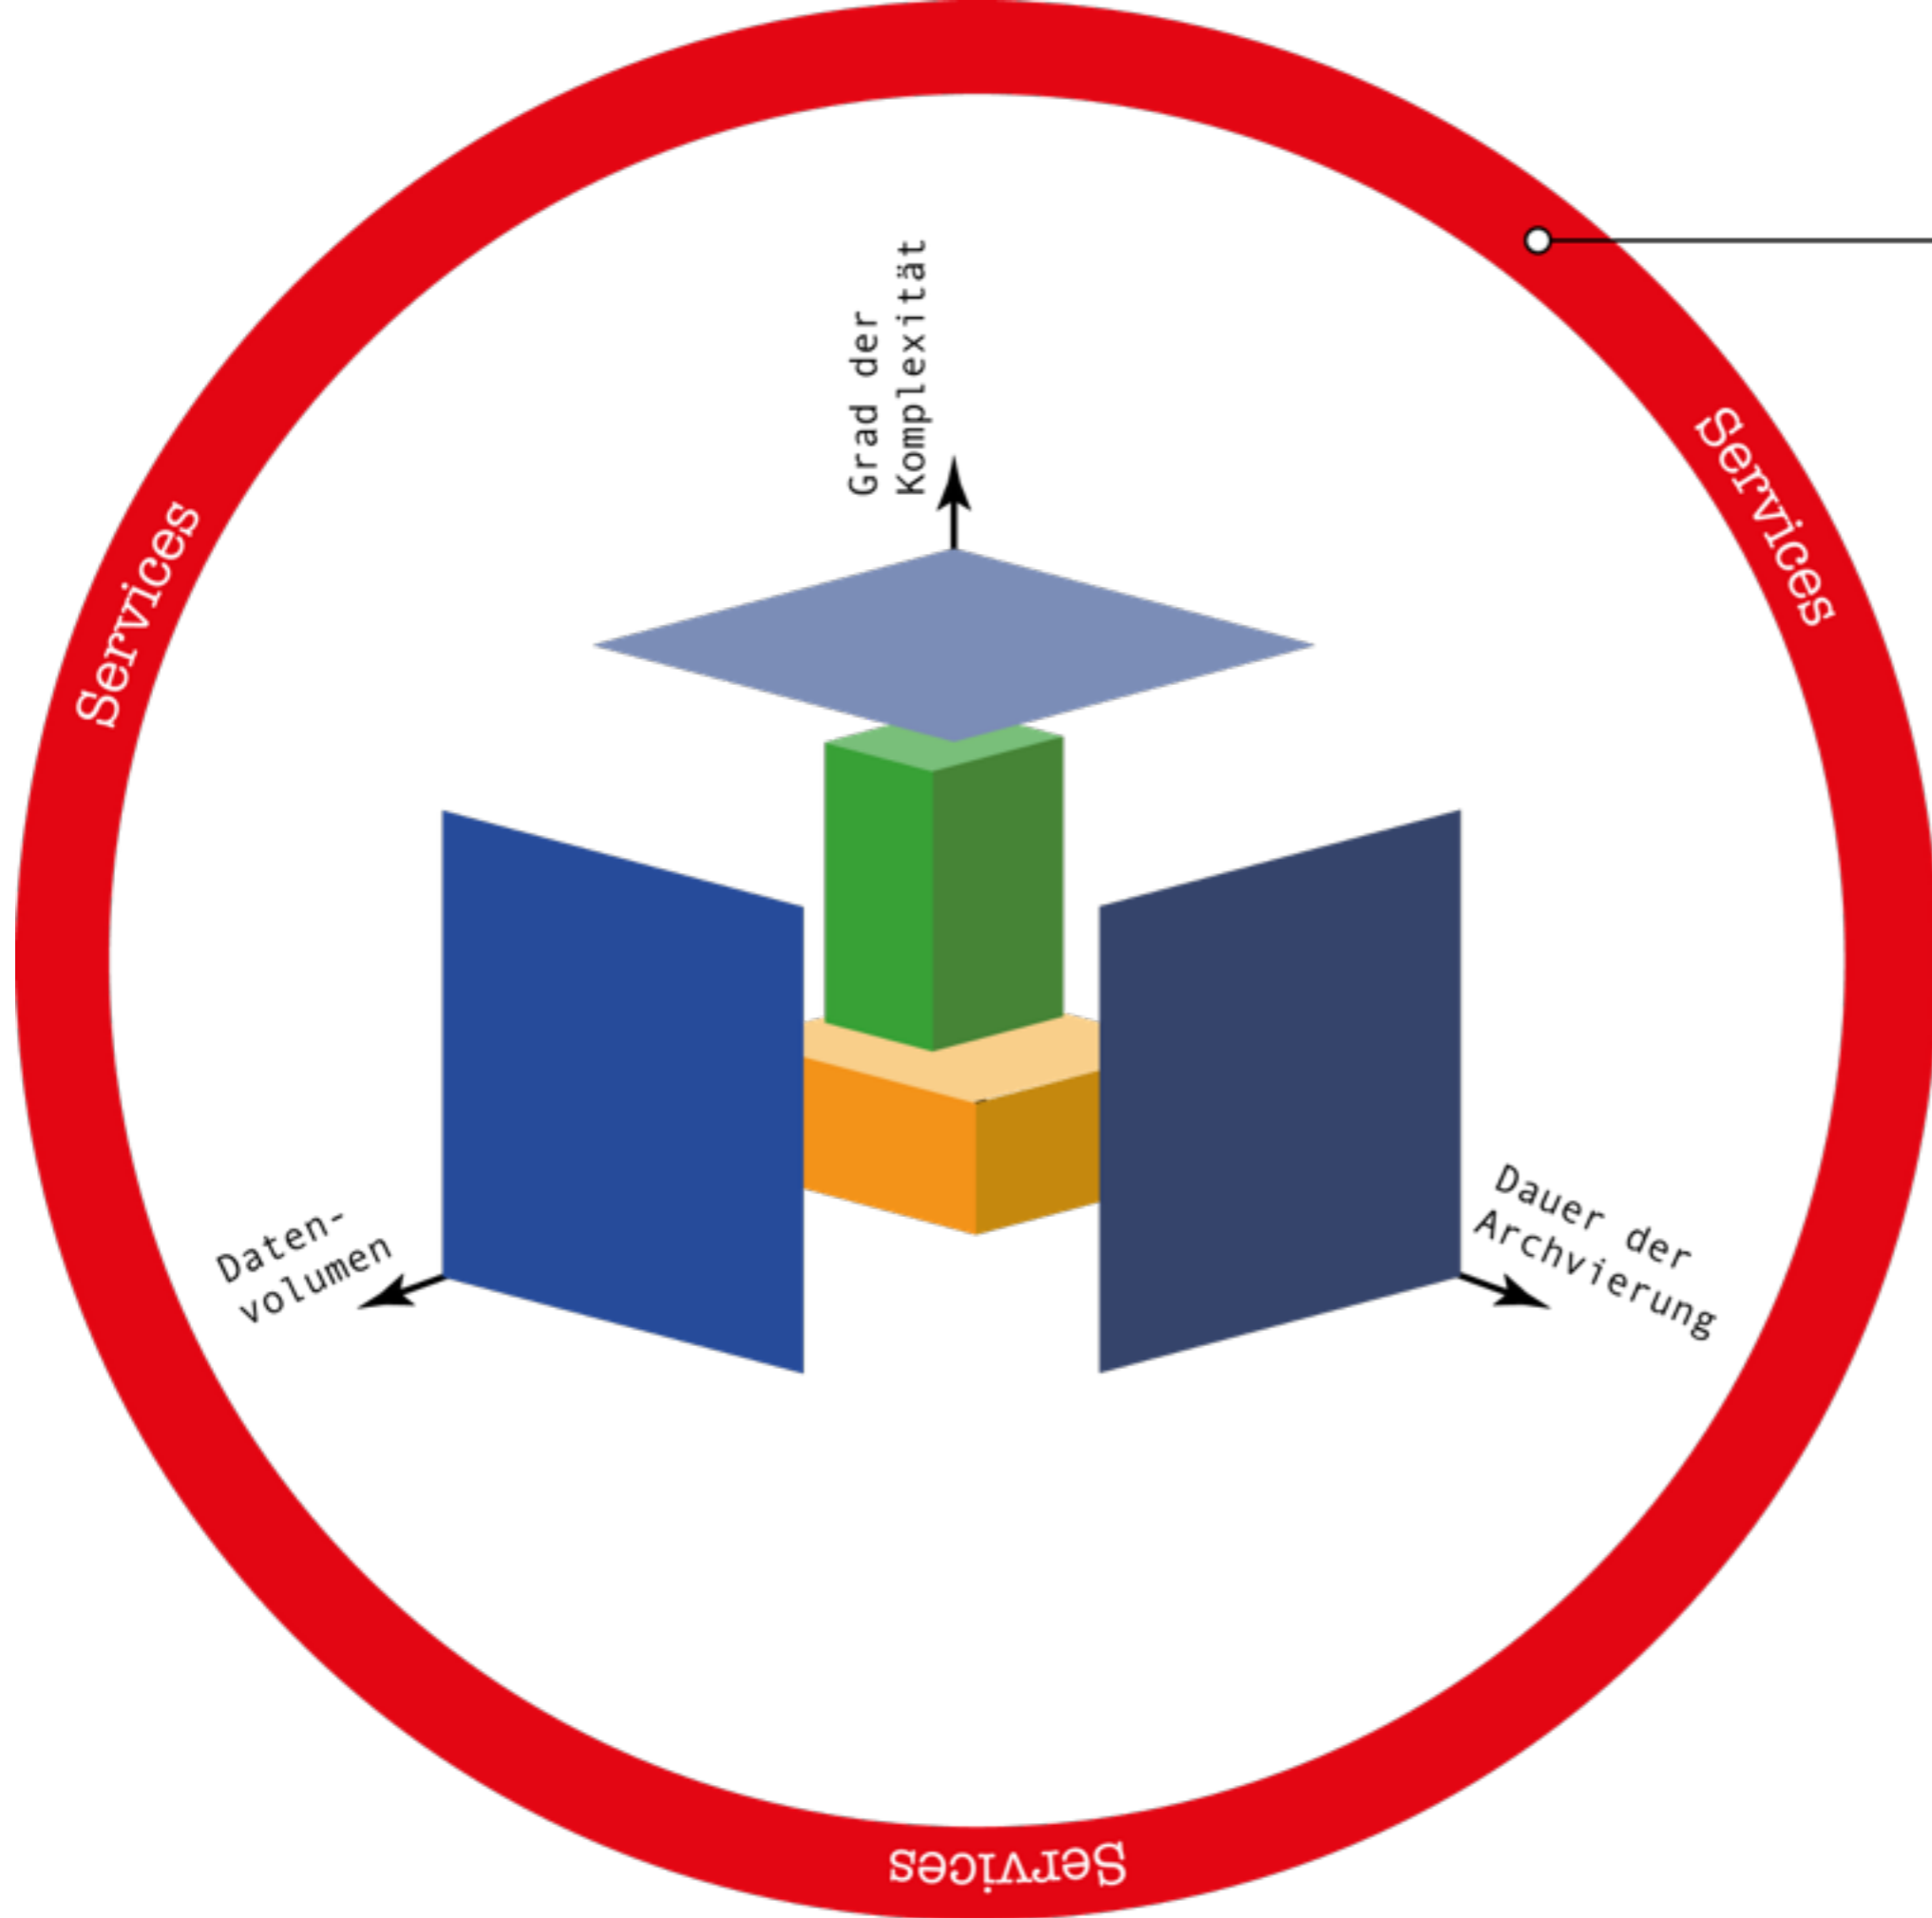 Grad der
Komplexität
Services
Services
Daten-
volumen
Dauer der
Archvierung
Services